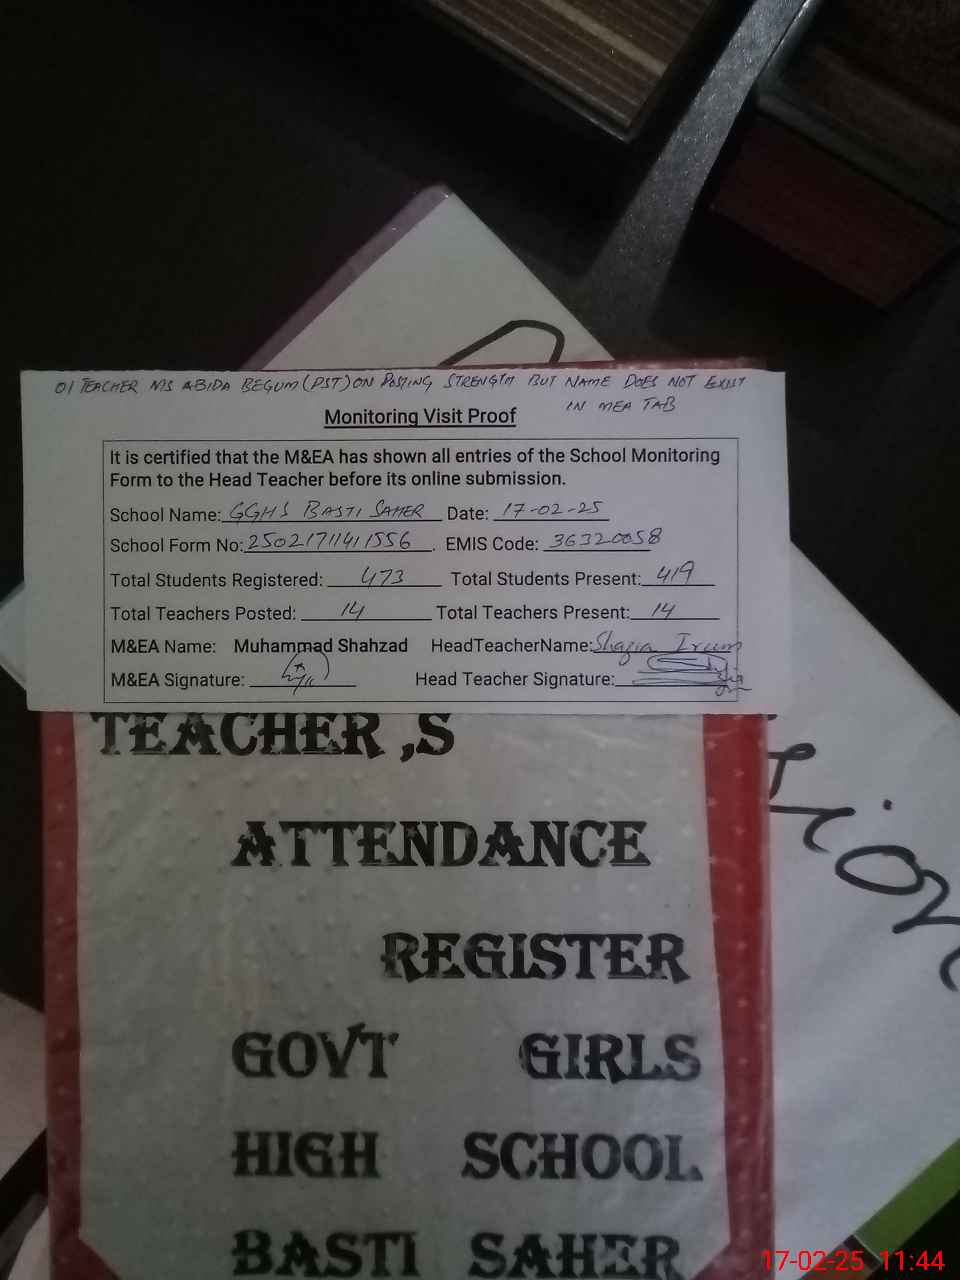 01 TEACHER MS ABIDA BEGUM (PST) ON POSTING STRENGTH BUT NAME DOES NOT EXIST
IN MEA TAB
Monitoring Visit Proof
It is certified that the M&EA has shown all entries of the School Monitoring
Form to the Head Teacher before its online submission.
School Name: GGHS BASTI SAHER Date: 17-02-25
School Form No: 25021711411556. EMIS Code: 36320058
Total Students Registered: 473 Total Students Present: 419
Total Teachers Posted: 14 Total Teachers Present: 14
M&EA Name: Muhammad Shahzad HeadTeacherName: Shazia Irum
M&EA Signature: Head Teacher Signature:
TEACHER ,S
ATTENDANCE
REGISTER
GOVT GIRLS
HIGH SCHOOL
BASTI SAHER
17-02-25 11:44